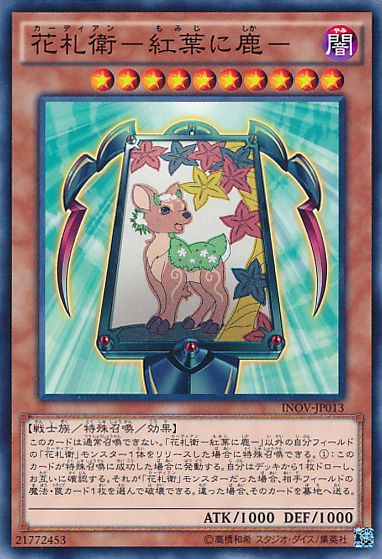 カーディアン もみじ しか
花札衛－紅葉に鹿－
闇
INOV-JP013
【戦士族／特殊召喚／効果】
このカードは通常召喚できない。「花札衛－紅葉に鹿－」以外の自分フィールド
の「花札衛」モンスター１体をリリースした場合に特殊召喚できる。①：この
カードが特殊召喚に成功した場合に発動する。自分はデッキから１枚ドローし、
お互いに確認する。それが「花札衛」モンスターだった場合、相手フィールドの
魔法・罠カード１枚を選んで破壊できる。違った場合、そのカードを墓地へ送る。
ATK/1000 DEF/1000
21772453
©高橋和希 スタジオ・ダイス/集英社